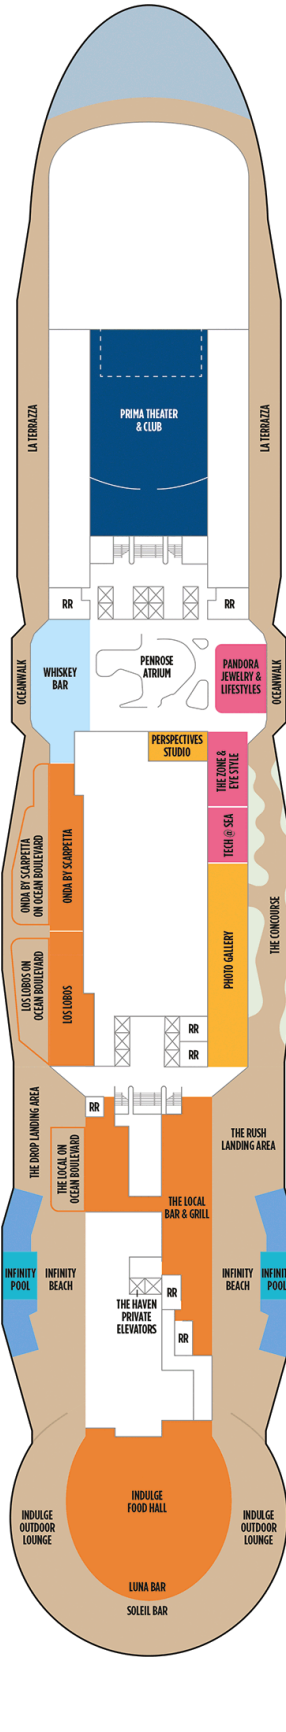 LA TERRAZZA
PRIMA THEATER
& CLUB
LA TERRAZZA
RR
RR
OCEANWALK
WHISKEY
BAR
PENROSE
ATRIUM
PANDORA
JEWELRY &
LIFESTYLES
OCEANWALK
PERSPECTIVES
STUDIO
THE ZONE &
EYE STYLE
TECH @ SEA
ONDA BY SCARPETTA
ON OCEAN BOULEVARD
ONDA BY SCARPETTA
PHOTO GALLERY
THE CONCOURSE
LOS LOBOS ON
OCEAN BOULEVARD
LOS LOBOS
RR
RR
RR
THE DROP LANDING AREA
THE LOCAL ON
OCEAN BOULEVARD
THE RUSH
LANDING AREA
THE LOCAL
BAR & GRILL
INFINITY
POOL
INFINITY
BEACH
RR
INFINITY
BEACH
INFINIT
POOL
THE HAVEN
PRIVATE
ELEVATORS
RR
INDULGE
FOOD HALL
INDULGE
OUTDOOR
LOUNGE
INDULGE
OUTDOOR
LOUNGE
LUNA BAR
SOLEIL BAR